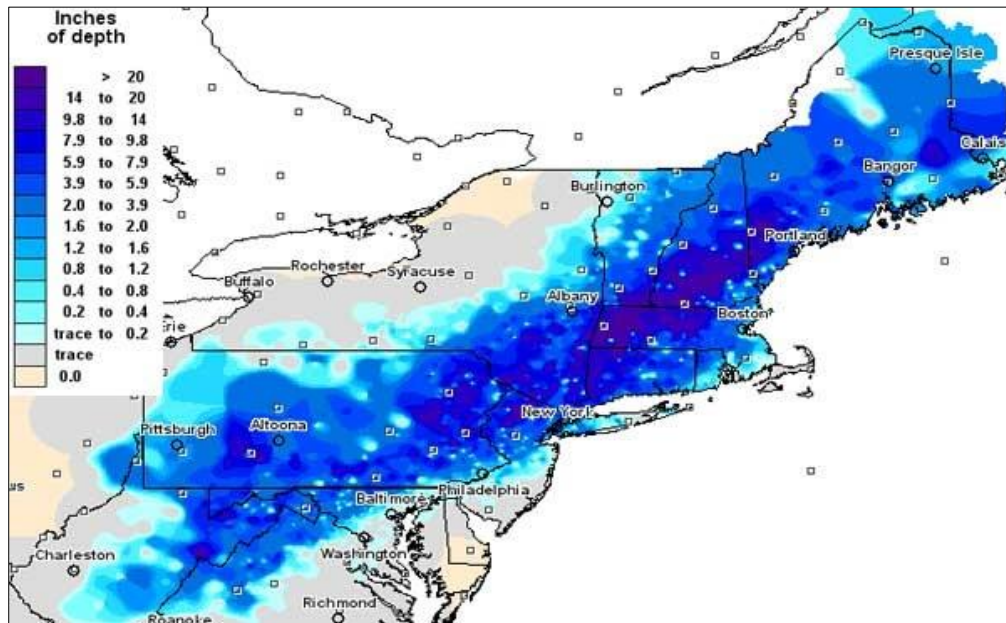 Inches
of depth
> 20
14 to 20
9.8 to 14
7.9 to 9.8
5.9 to 7.9
3.9 to 5.9
2.0 to 3.9
1.6 to 2.0
1.2 to 1.6
0.8 to 1.2
0.4 to 0.8
0.2 to 0.4
trace to 0.2
trace
0.0
Presque Isle
Calais
Bangor
Burlington
Portland
Rochester
Syracuse
Buffalo
Albany
Boston
Erie
New York
Pittsburgh
Altoona
us
Philadelphia
Baltimore
Washington
Charleston
Richmond
Roanoke